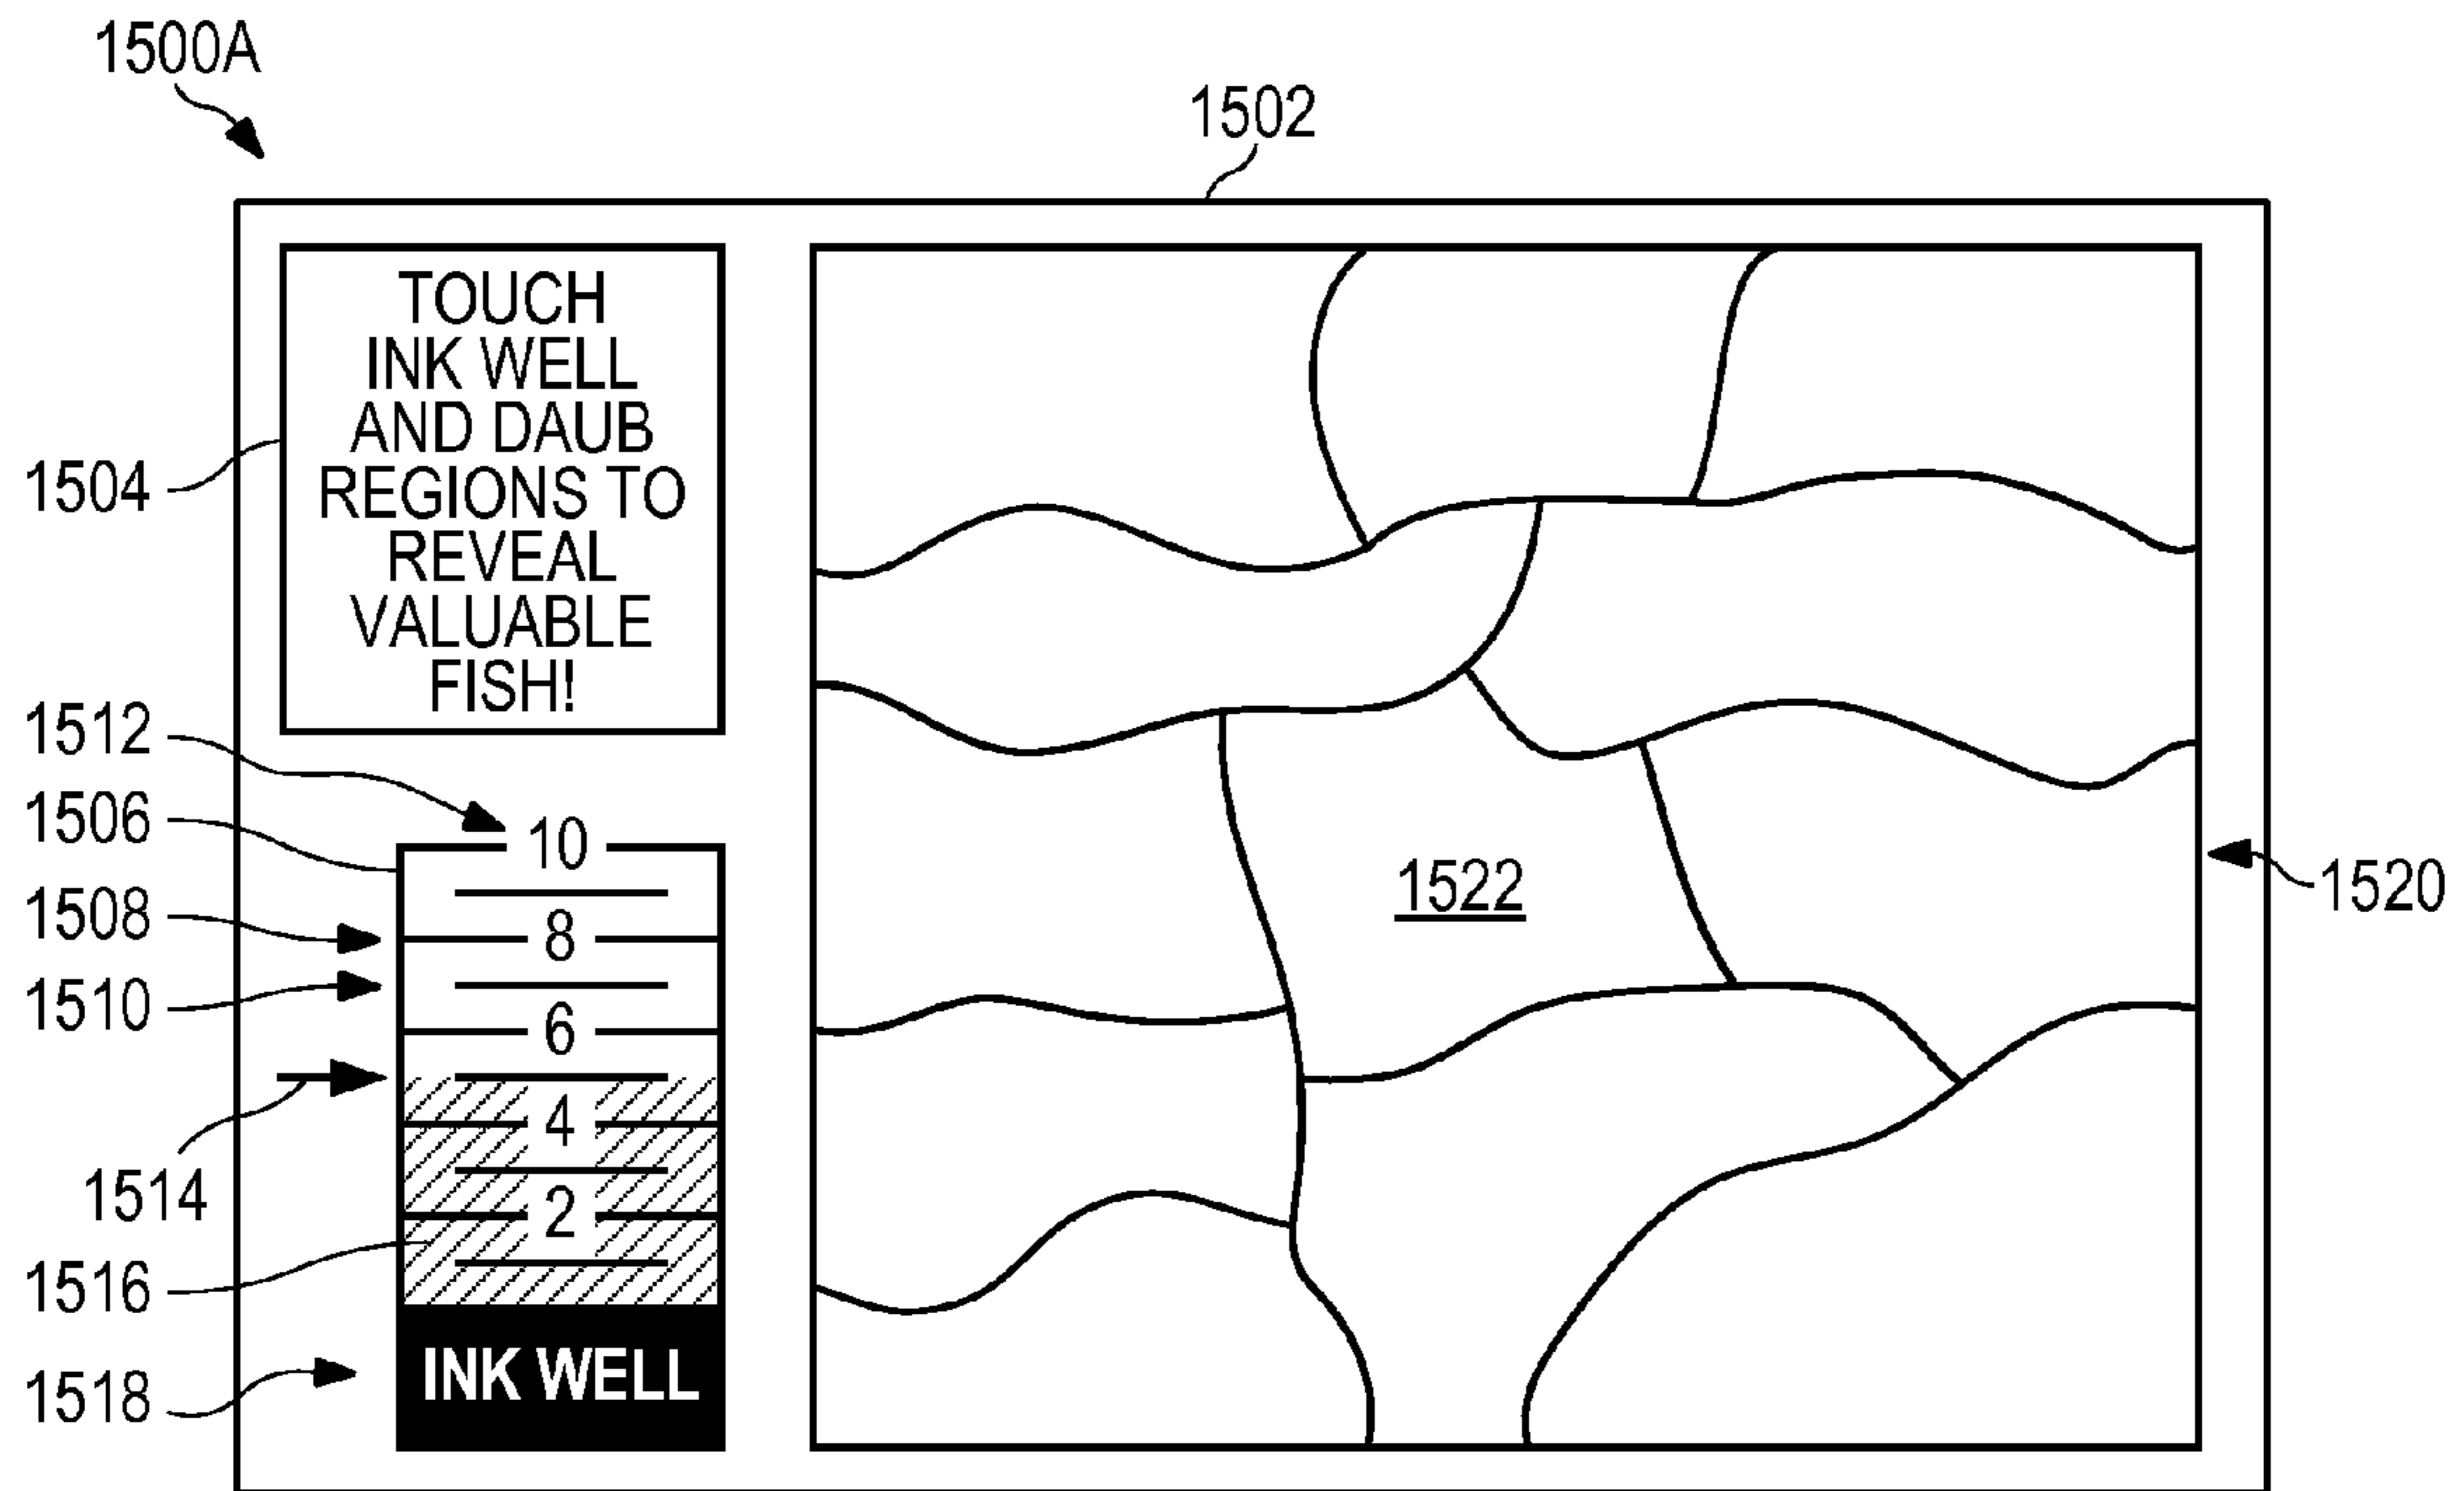 1500A
1502
TOUCH
INK WELL
AND DAUB
REGIONS TO
REVEAL
VALUABLE
FISH!
1504
1512
1506
1508
1510
1514
1516
1518
10
8
6
4
2
INK WELL
1522
1520